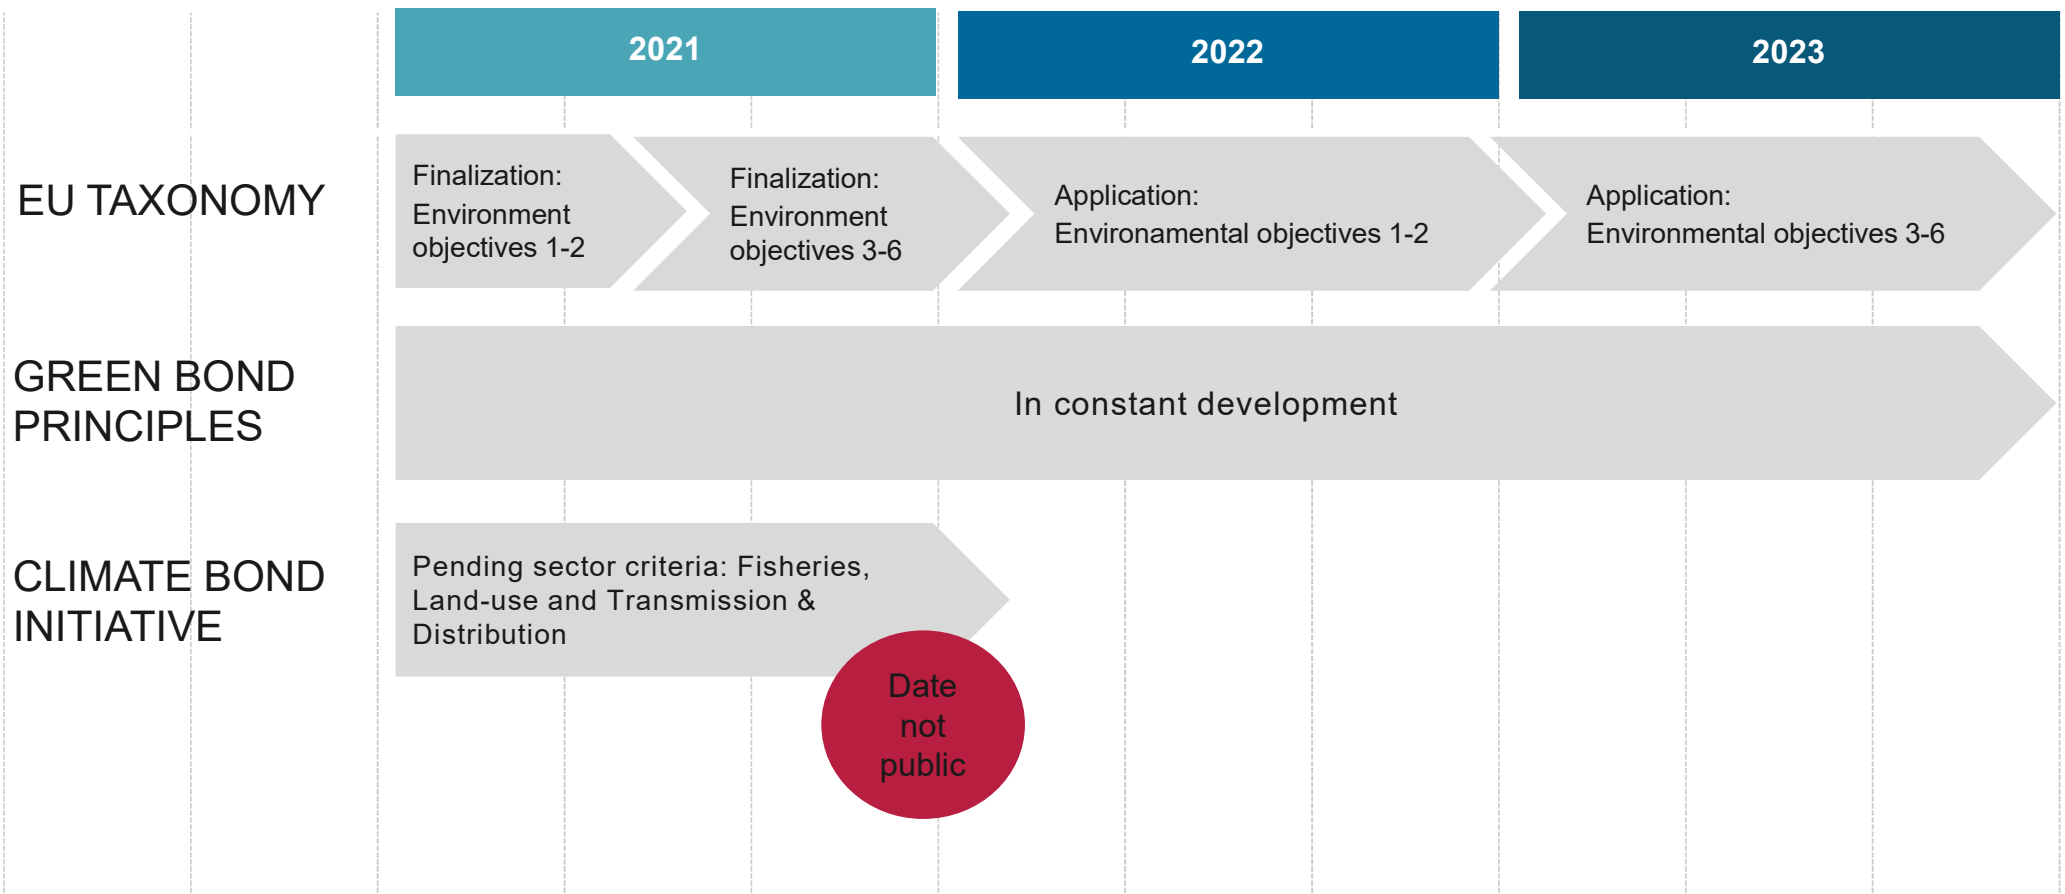 2021
2022
2023
EU TAXONOMY
Finalization:
Environment
objectives 1-2
Finalization:
Environment
objectives 3-6
Application:
Environamental objectives 1-2
Application:
Environmental objectives 3-6
GREEN BOND
PRINCIPLES
In constant development
CLIMATE BOND
INITIATIVE
Pending sector criteria: Fisheries,
Land-use and Transmission &
Distribution
Date
not
public